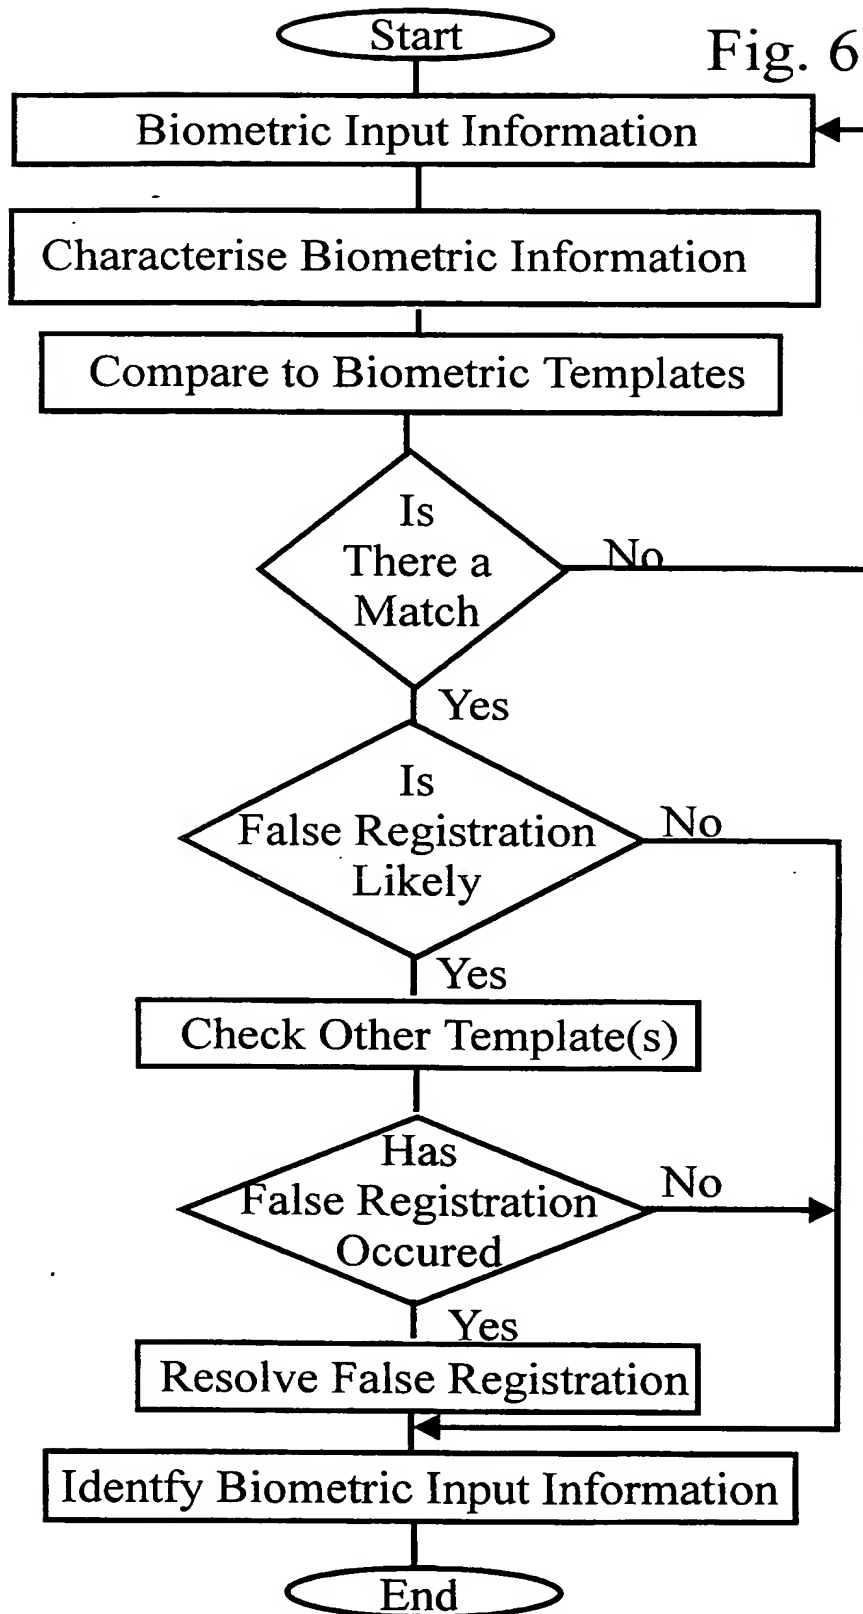 Start
Fig. 6
Biometric Input Information
Characterise Biometric Information
Compare to Biometric Templates
Is
There a
Match
No
Yes
Is
False Registration
Likely
No
Yes
Check Other Template(s)
Has
False Registration
Occured
No
Yes
Resolve False Registration
Identfy Biometric Input Information
End